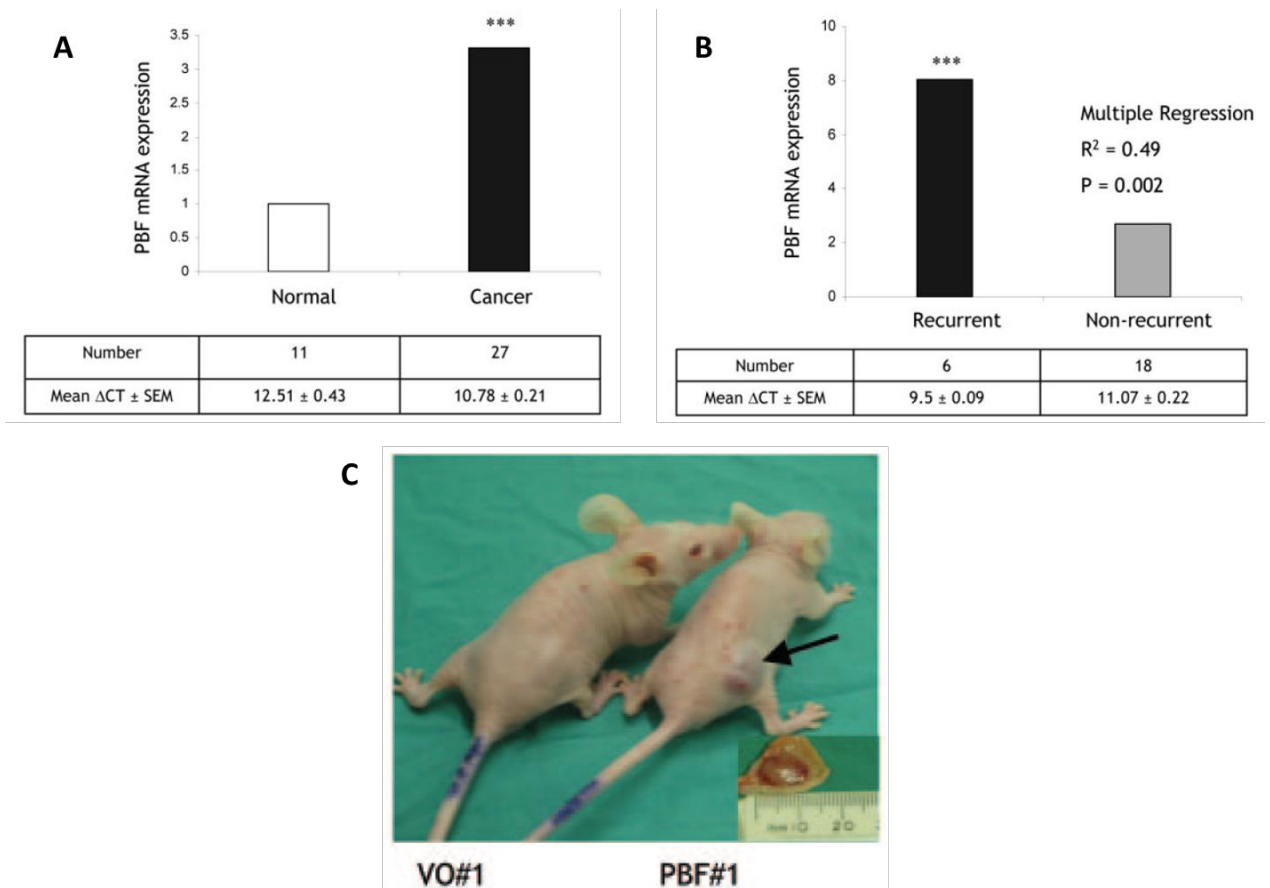 A
PBF mRNA expression
3.5
3
2.5
2
1.5
1
0.5
0
***
Normal Cancer
Number 11 27
Mean ΔCT ± SEM 12.51 ± 0.43 10.78 ± 0.21
B
PBF mRNA expression
10
8
6
4
2
0
***
Multiple Regression
R² = 0.49
P = 0.002
Recurrent Non-recurrent
Number 6 18
Mean ΔCT ± SEM 9.5 ± 0.09 11.07 ± 0.22
C
mm 10 20
VO#1 PBF#1